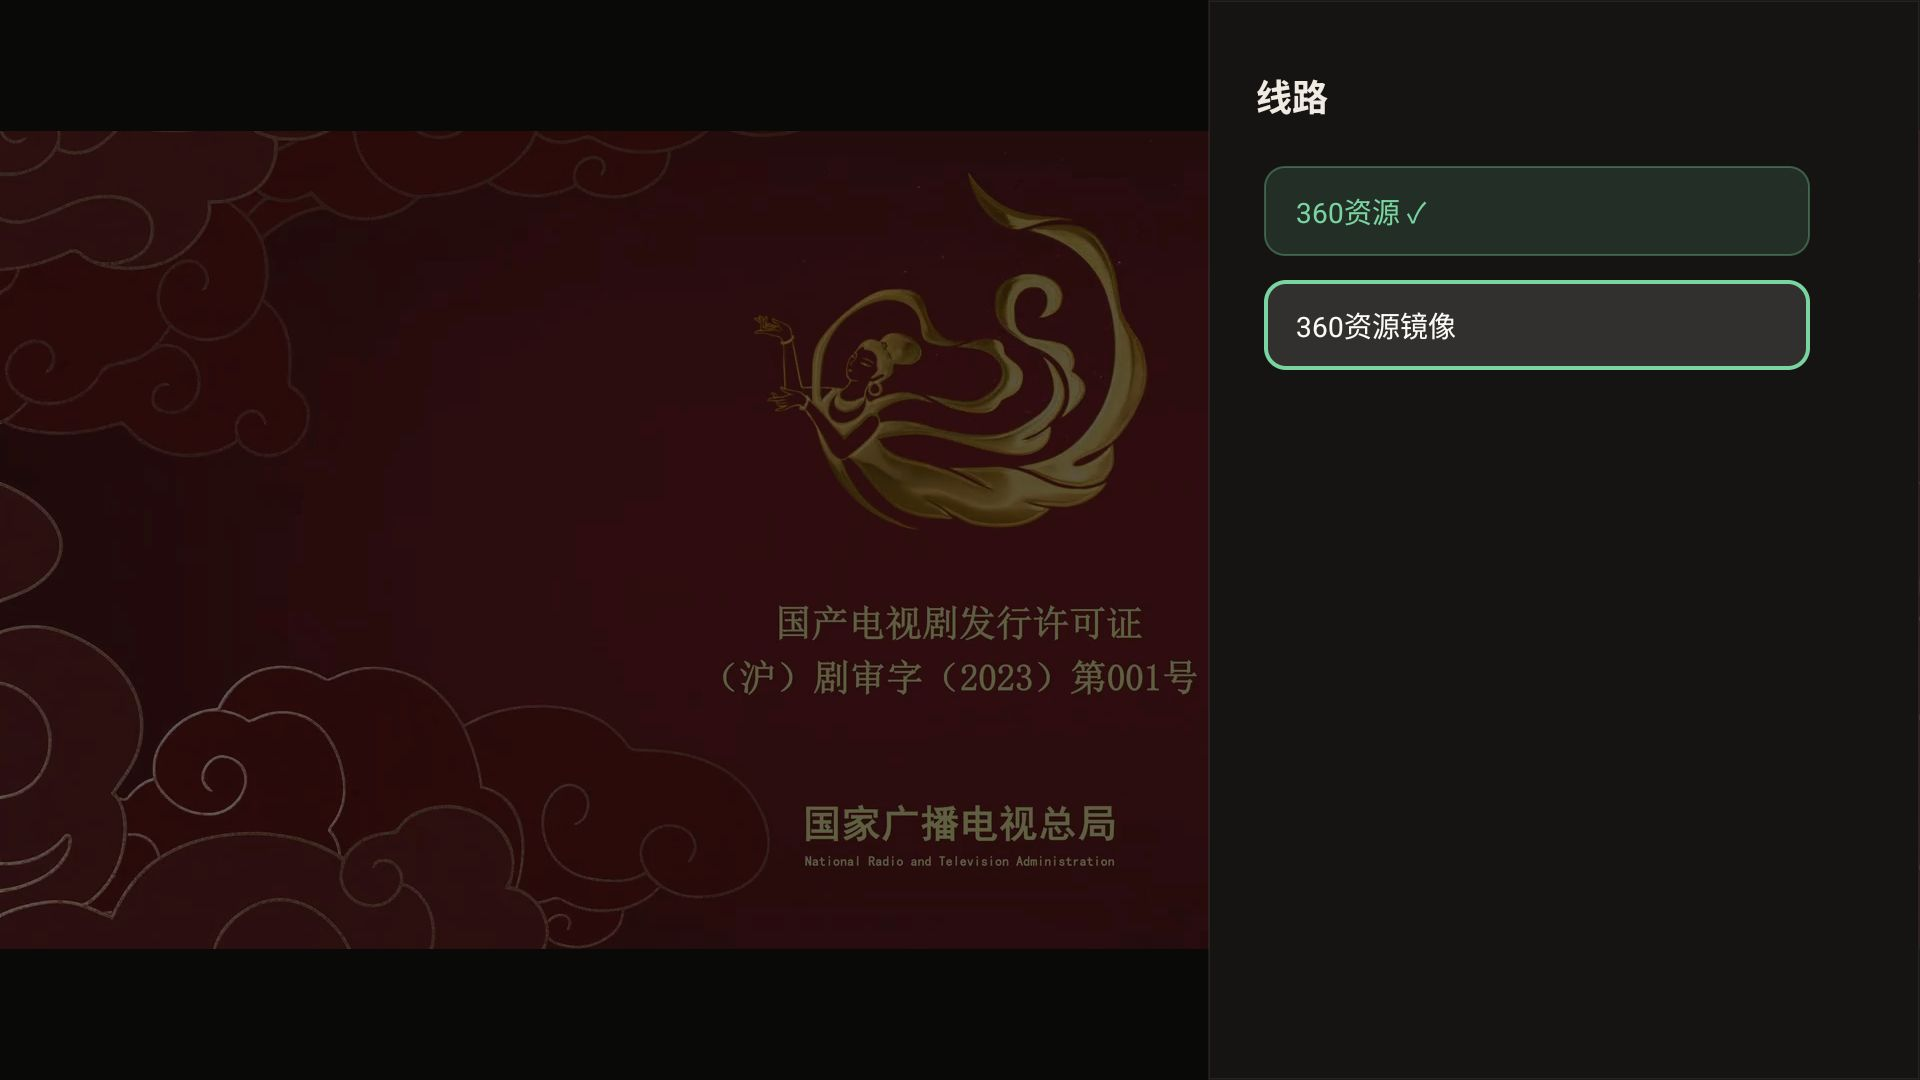 国产电视剧发行许可证
（沪）剧审字（2023）第001号
国家广播电视总局
National Radio and Television Administration
线路
360资源 ✓
360资源镜像